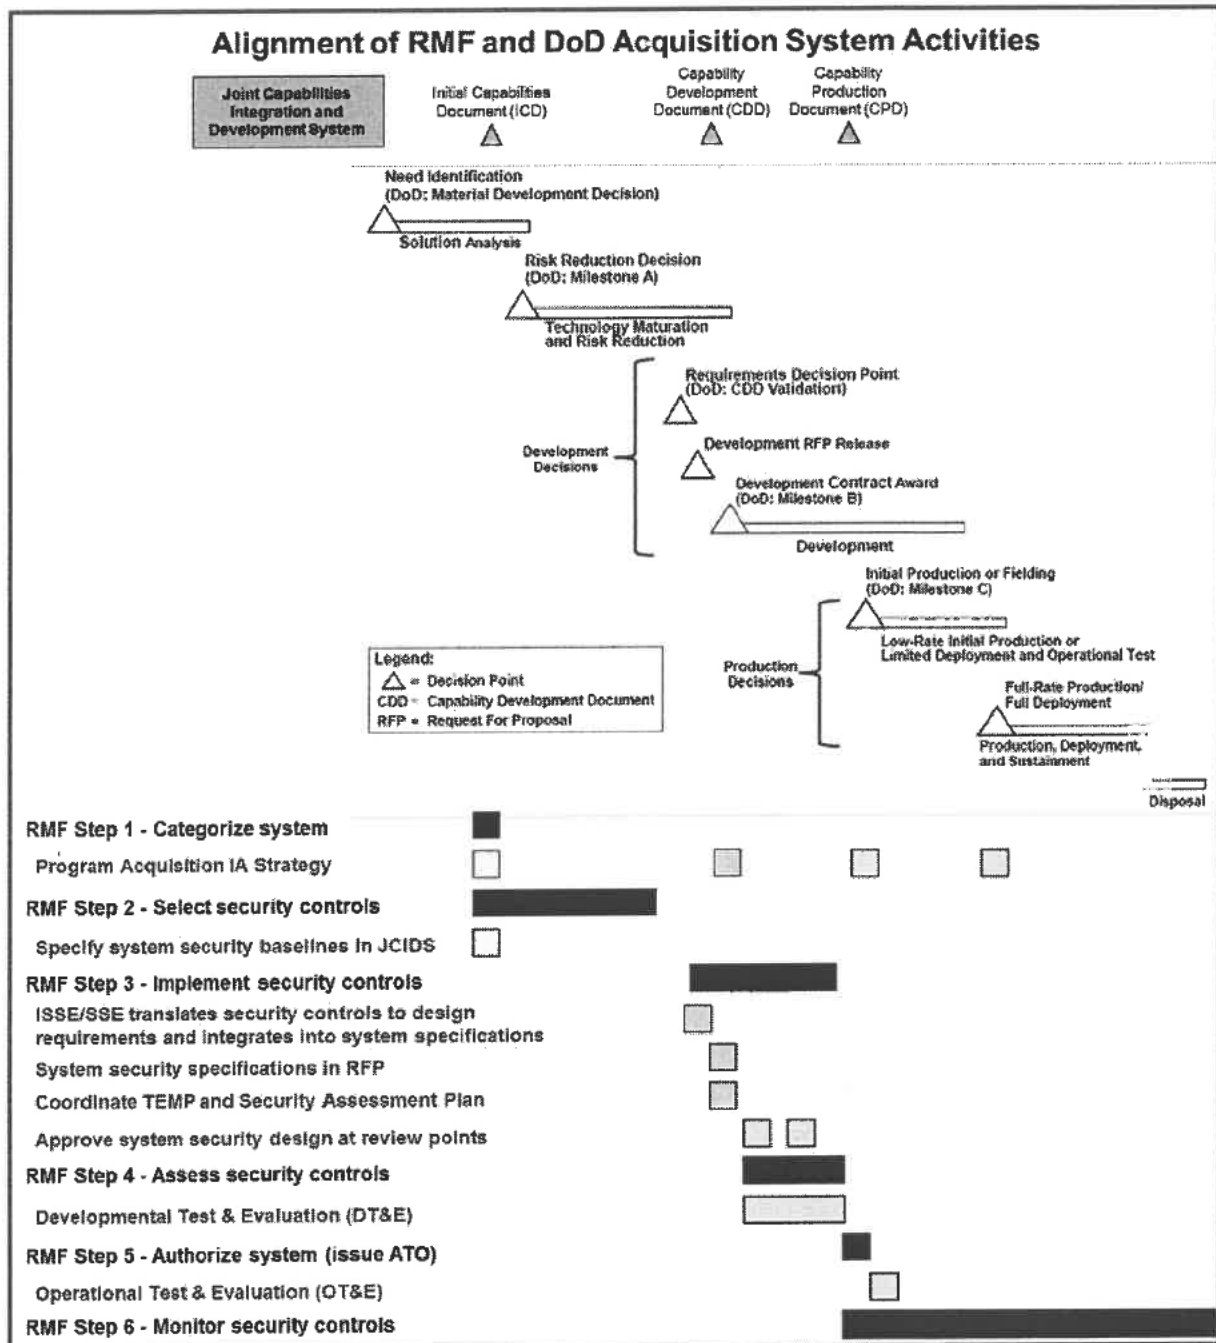 Alignment of RMF and DoD Acquisition System Activities
Joint Capabilities
Integration and
Development System
Initial Capabilities
Document (ICD)
Capability
Development
Document (CDD)
Capability
Production
Document (CPD)
Need Identification
(DoD: Material Development Decision)
Solution Analysis
Risk Reduction Decision
(DoD: Milestone A)
Technology Maturation
and Risk Reduction
Requirements Decision Point
(DoD: CDD Validation)
Development RFP Release
Development
Decisions
Development Contract Award
(DoD: Milestone B)
Development
Initial Production or Fielding
(DoD: Milestone C)
Low-Rate Initial Production or
Limited Deployment and Operational Test
Production
Decisions
Full-Rate Production/
Full Deployment
Production, Deployment,
and Sustainment
Disposal
Legend:
= Decision Point
CDD = Capability Development Document
RFP = Request For Proposal
RMF Step 1 - Categorize system
Program Acquisition IA Strategy
RMF Step 2 - Select security controls
Specify system security baselines in JCIDS
RMF Step 3 - Implement security controls
ISSE/SSE translates security controls to design
requirements and integrates into system specifications
System security specifications in RFP
Coordinate TEMP and Security Assessment Plan
Approve system security design at review points
RMF Step 4 - Assess security controls
Developmental Test & Evaluation (DT&E)
RMF Step 5 - Authorize system (issue ATO)
Operational Test & Evaluation (OT&E)
RMF Step 6 - Monitor security controls